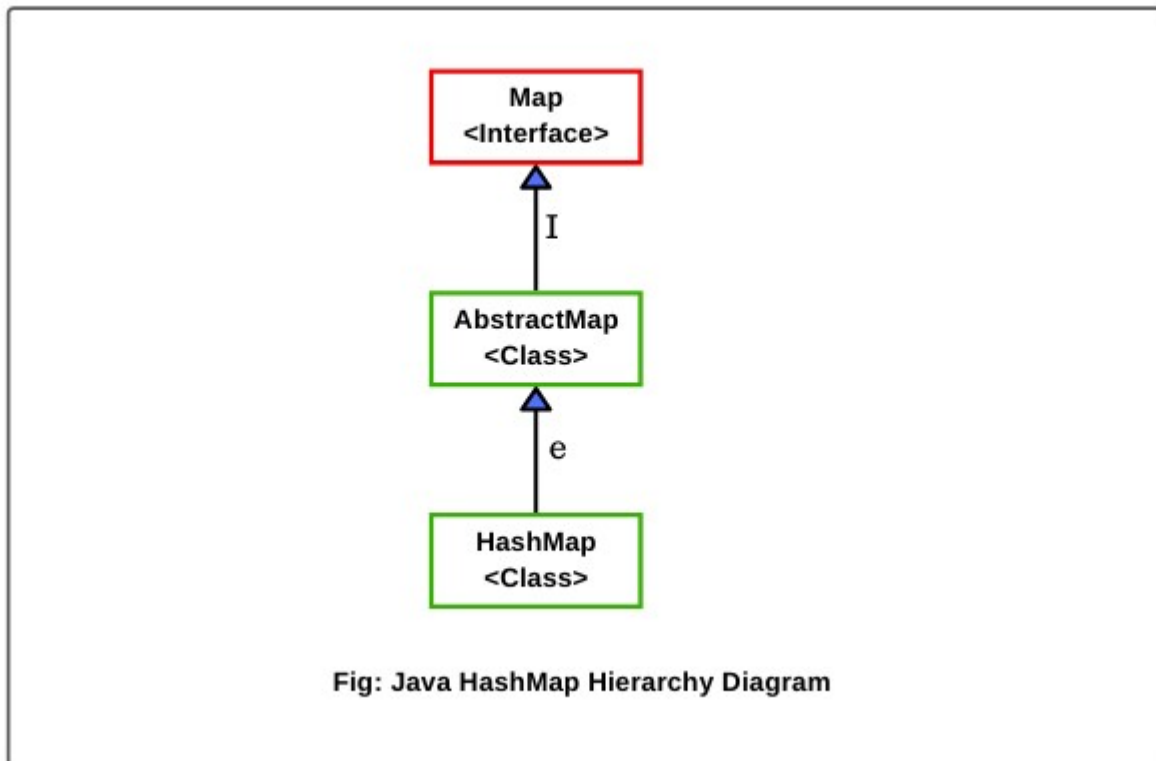 Map
<Interface>
I
AbstractMap
<Class>
e
HashMap
<Class>
Fig: Java HashMap Hierarchy Diagram